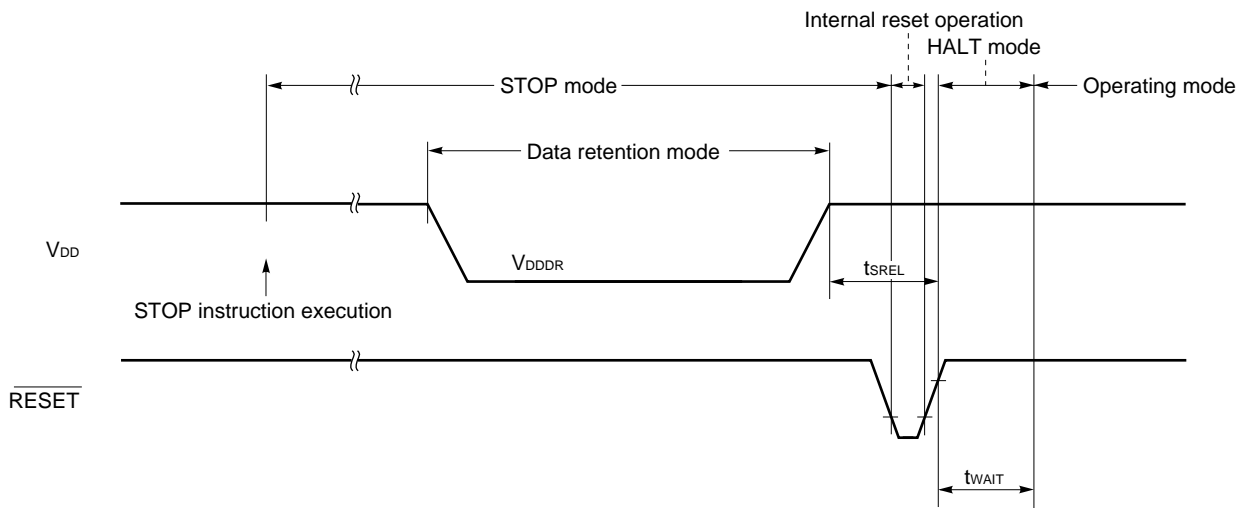 Internal reset operation
HALT mode
STOP mode
Operating mode
Data retention mode
VDD
VDDDR
tSREL
STOP instruction execution
RESET
tWAIT